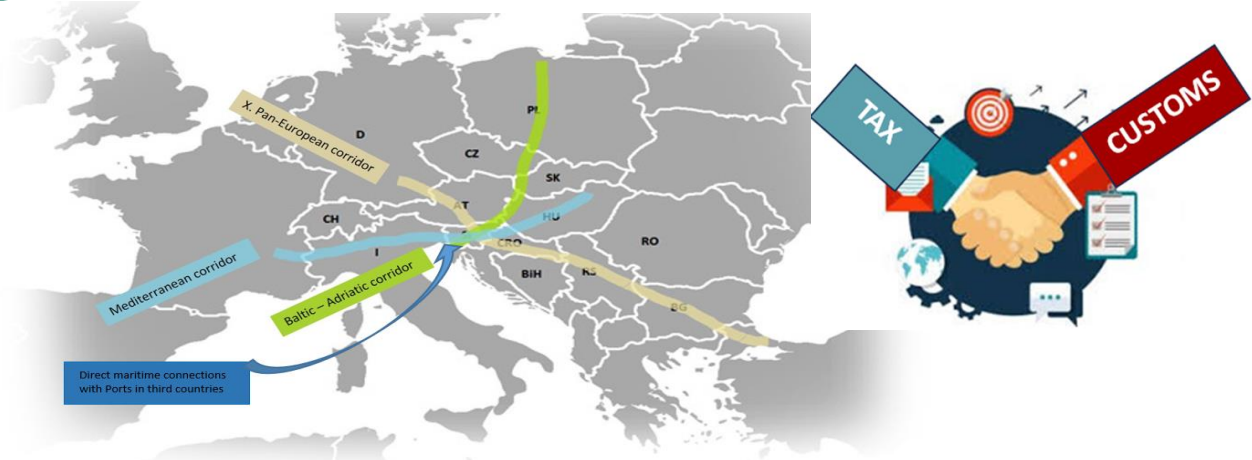 X. Pan-European corridor
D
PL
CZ
SK
AT
HU
CH
I
CRO
RO
BiH
RS
BG
Mediterranean corridor
Baltic – Adriatic corridor
Direct maritime connections
with Ports in third countries
TAX
CUSTOMS